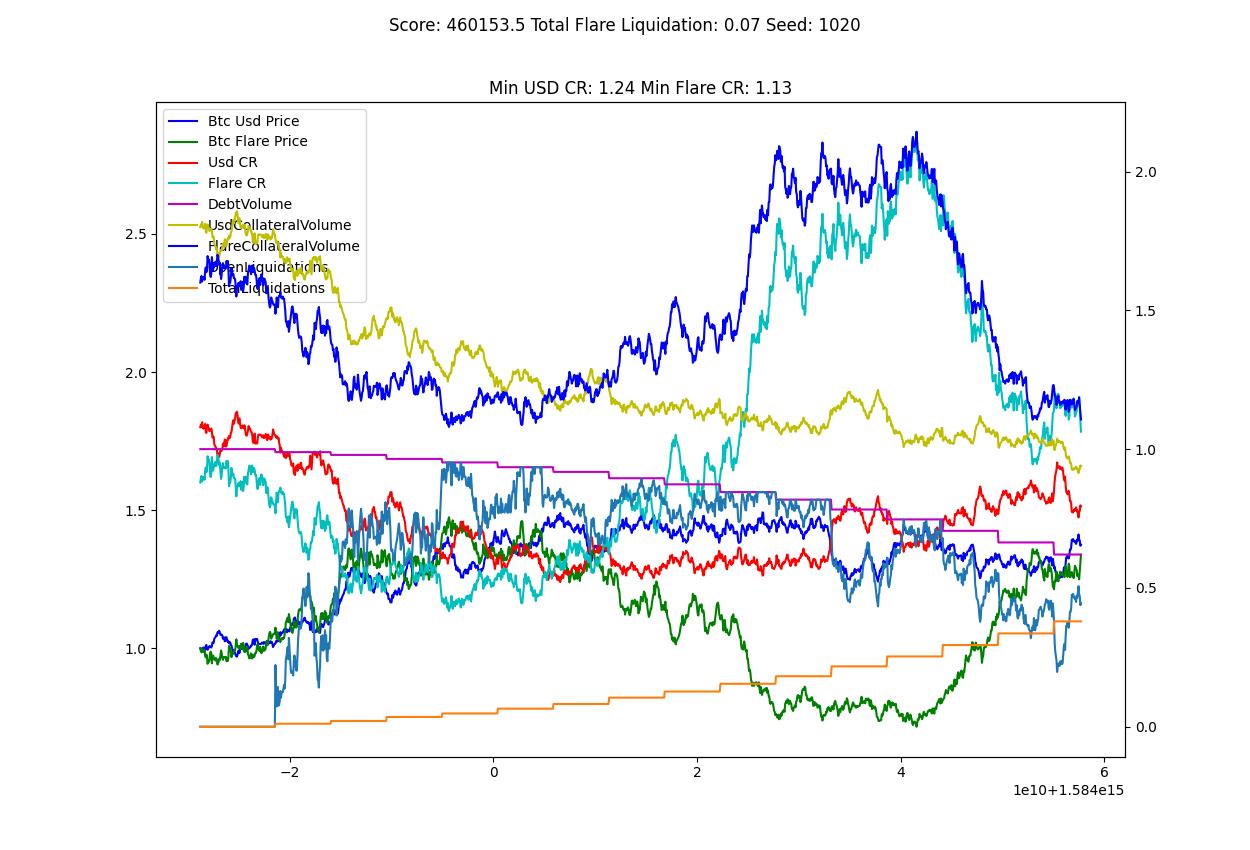 Score: 460153.5 Total Flare Liquidation: 0.07 Seed: 1020
Min USD CR: 1.24 Min Flare CR: 1.13
Btc Usd Price
Btc Flare Price
Usd CR
Flare CR
DebtVolume
UsdCollateralVolume
FlareCollateralVolume
OpenLiquidations
TotalLiquidations
2.5
2.0
1.5
1.0
2.0
1.5
1.0
0.5
0.0
−2
0
2
4
6
1e10+1.584e15